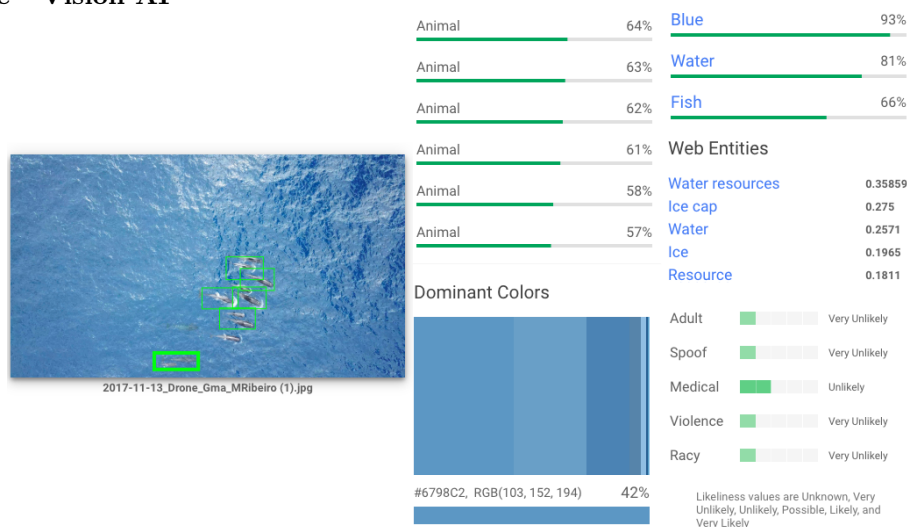 Animal 64%
Animal 63%
Animal 62%
Animal 61%
Animal 58%
Animal 57%
Dominant Colors
#6798C2, RGB(103, 152, 194) 42%
2017-11-13_Drone_Gma_MRibeiro (1).jpg
Blue 93%
Water 81%
Fish 66%
Web Entities
Water resources 0.35859
Ice cap 0.275
Water 0.2571
Ice 0.1965
Resource 0.1811
Adult Very Unlikely
Spoof Very Unlikely
Medical Unlikely
Violence Very Unlikely
Racy Very Unlikely
Likeliness values are Unknown, Very
Unlikely, Unlikely, Possible, Likely, and
Very Likely